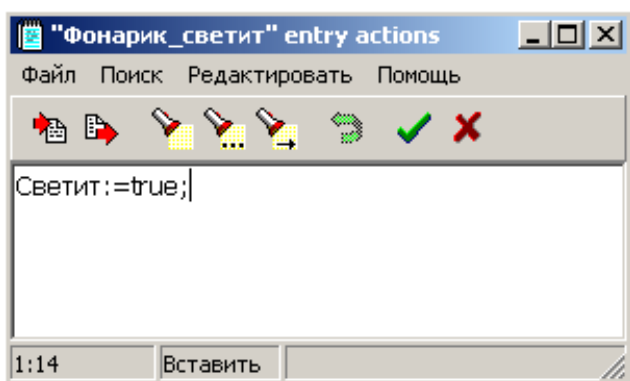 "Фонарик_светит" entry actions
Файл Поиск Редактировать Помощь
Светит:=true;
1:14 Вставить